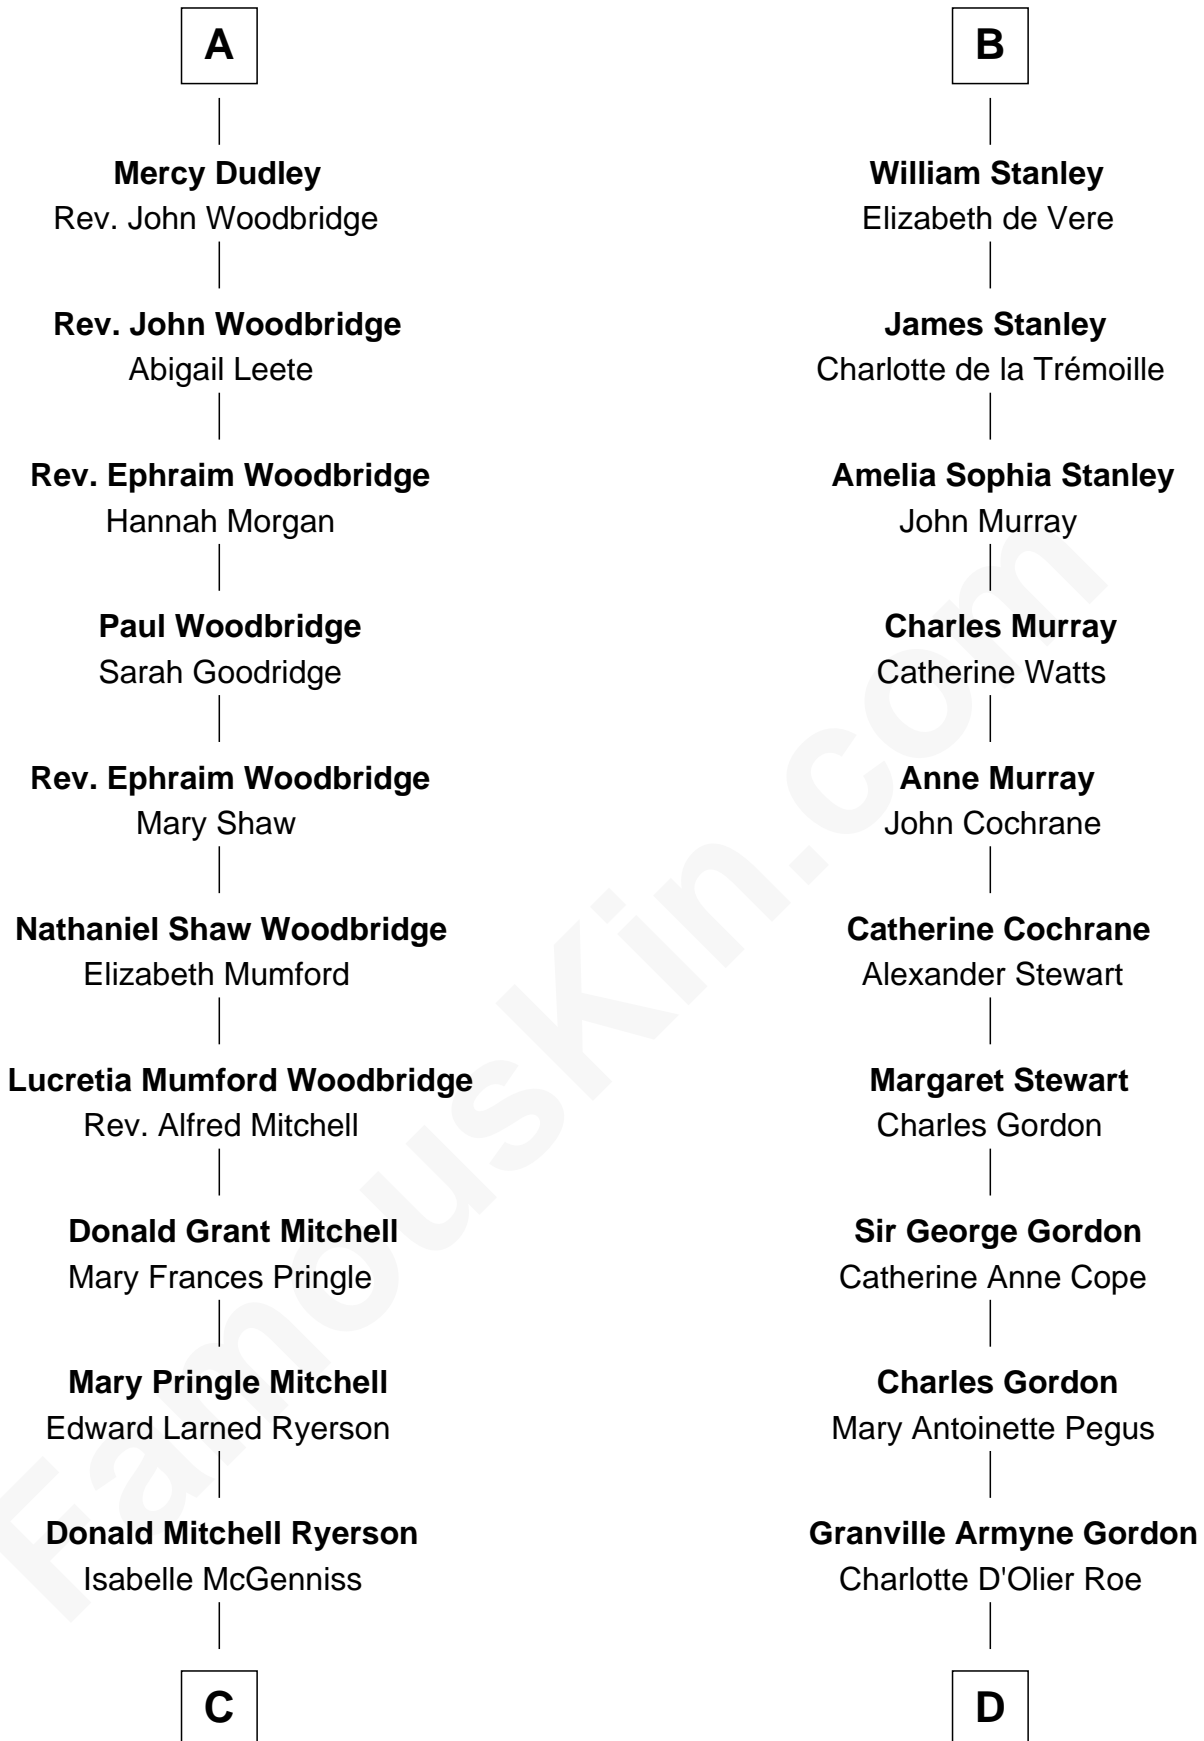 A
Mercy Dudley
Rev. John Woodbridge
Rev. John Woodbridge
Abigail Leete
Rev. Ephraim Woodbridge
Hannah Morgan
Paul Woodbridge
Sarah Goodridge
Rev. Ephraim Woodbridge
Mary Shaw
Nathaniel Shaw Woodbridge
Elizabeth Mumford
Lucretia Mumford Woodbridge
Rev. Alfred Mitchell
Donald Grant Mitchell
Mary Frances Pringle
Mary Pringle Mitchell
Edward Larned Ryerson
Donald Mitchell Ryerson
Isabelle McGenniss
C
B
William Stanley
Elizabeth de Vere
James Stanley
Charlotte de la Trémoille
Amelia Sophia Stanley
John Murray
Charles Murray
Catherine Watts
Anne Murray
John Cochrane
Catherine Cochrane
Alexander Stewart
Margaret Stewart
Charles Gordon
Sir George Gordon
Catherine Anne Cope
Charles Gordon
Mary Antoinette Pegus
Granville Armyne Gordon
Charlotte D'Olier Roe
D
FamousKin.com